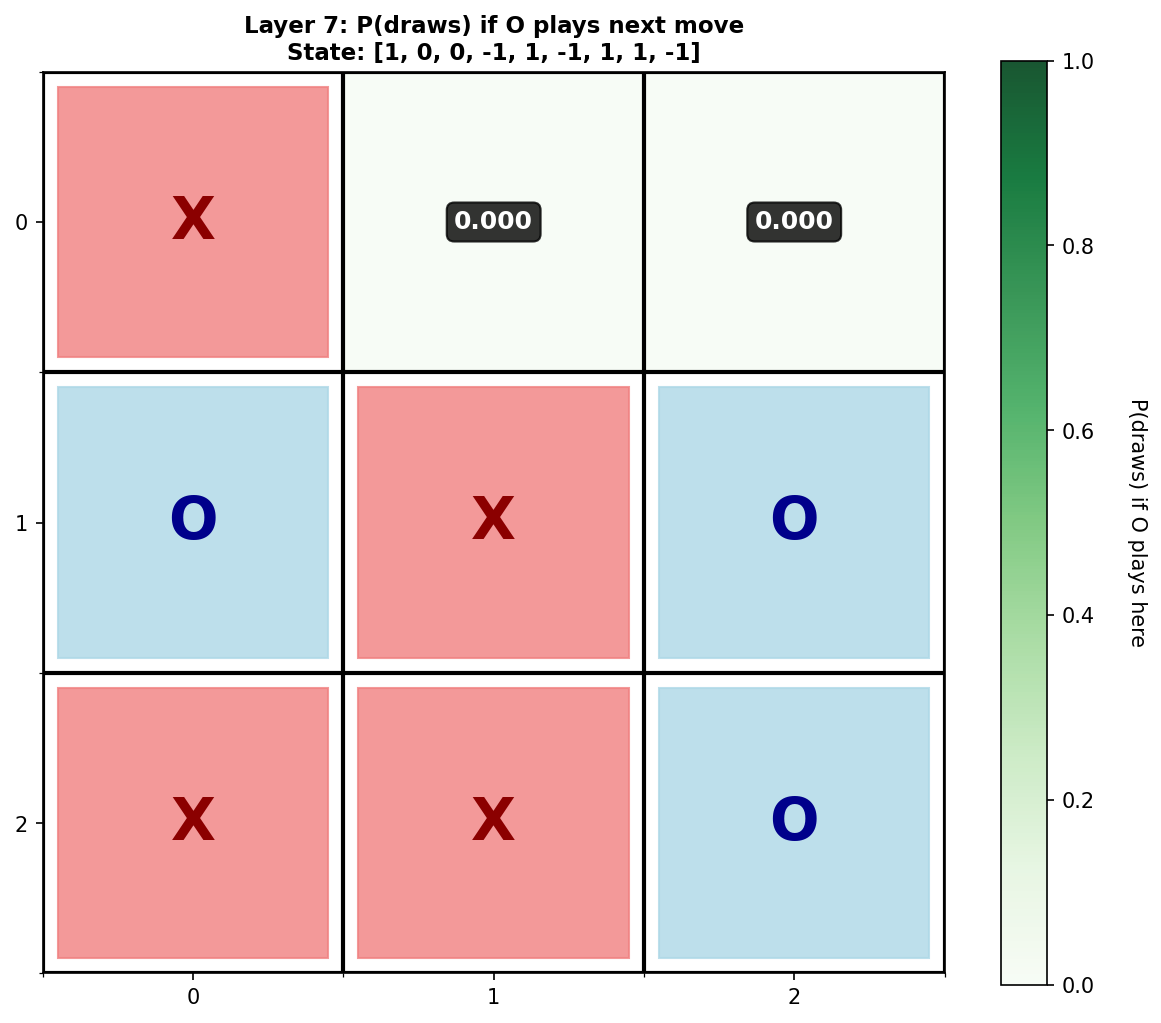 Layer 7: P(draws) if O plays next move
State: [1, 0, 0, -1, 1, -1, 1, 1, -1]
X
0.000
0.000
O
X
O
X
X
O
0
1
2
0
1
2
1.0
0.8
0.6
0.4
0.2
0.0
P(draws) if O plays here